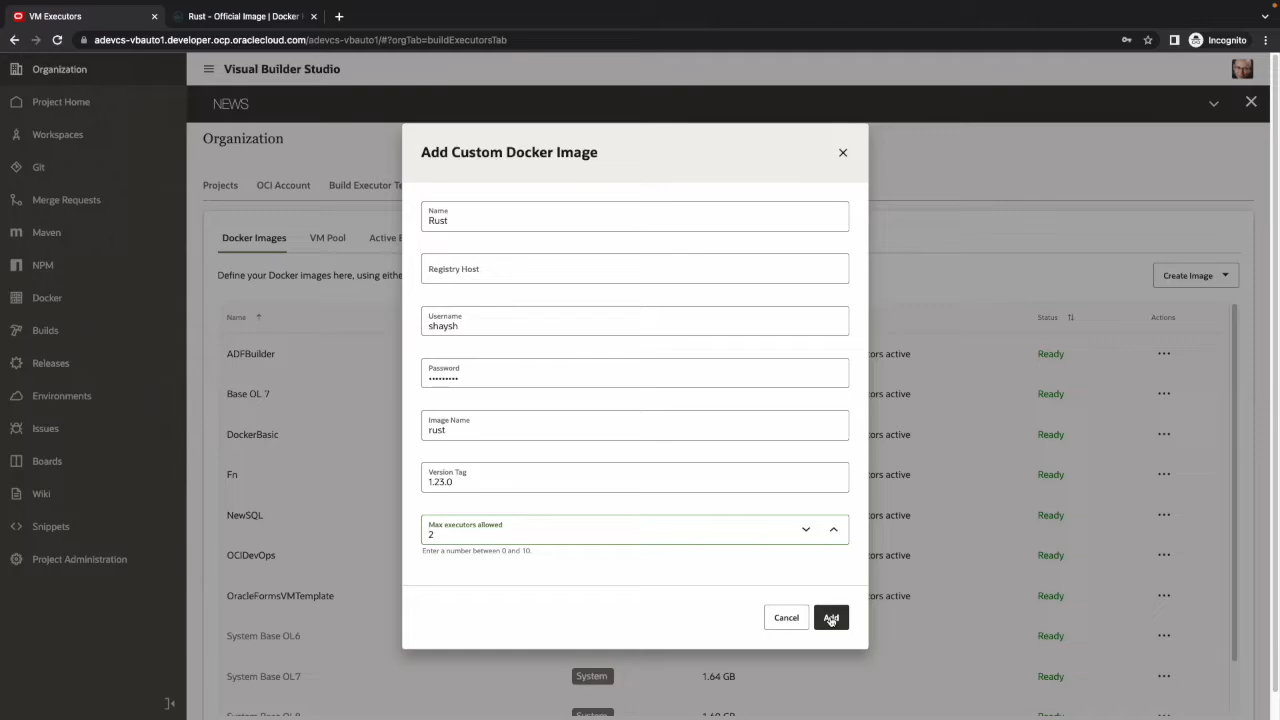 VM Executors
Rust - Official Image | Docker H
adevcs-vbauto1.developer.ocp.oraclecloud.com/adevcs-vbauto1/#?orgTab=buildExecutorsTab
Incognito
Organization
Project Home
Workspaces
Git
Merge Requests
Maven
NPM
Docker
Builds
Releases
Environments
Issues
Boards
Wiki
Snippets
Project Administration
Visual Builder Studio
NEWS
Organization
Projects OCI Account Build Executor Te
Docker Images VM Pool Active E
Define your Docker images here, using eithe
Create Image
Name Status Actions
ADFBuilder ors active Ready
Base OL 7 ors active Ready
DockerBasic ors active Ready
Fn ors active Ready
NewSQL ors active Ready
OCIDevOps ors active Ready
OracleFormsVMTemplate ors active Ready
System Base OL6 Ready
System Base OL7 System 1.64 GB Ready
Add Custom Docker Image
Name
Rust
Registry Host
Username
shaysh
Password
•••••••••
Image Name
rust
Version Tag
1.23.0
Max executors allowed
2
Enter a number between 0 and 10.
Cancel
Add